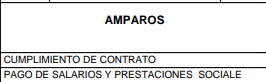 AMPAROS
CUMPLIMIENTO DE CONTRATO
PAGO DE SALARIOS Y PRESTACIONES SOCIALE